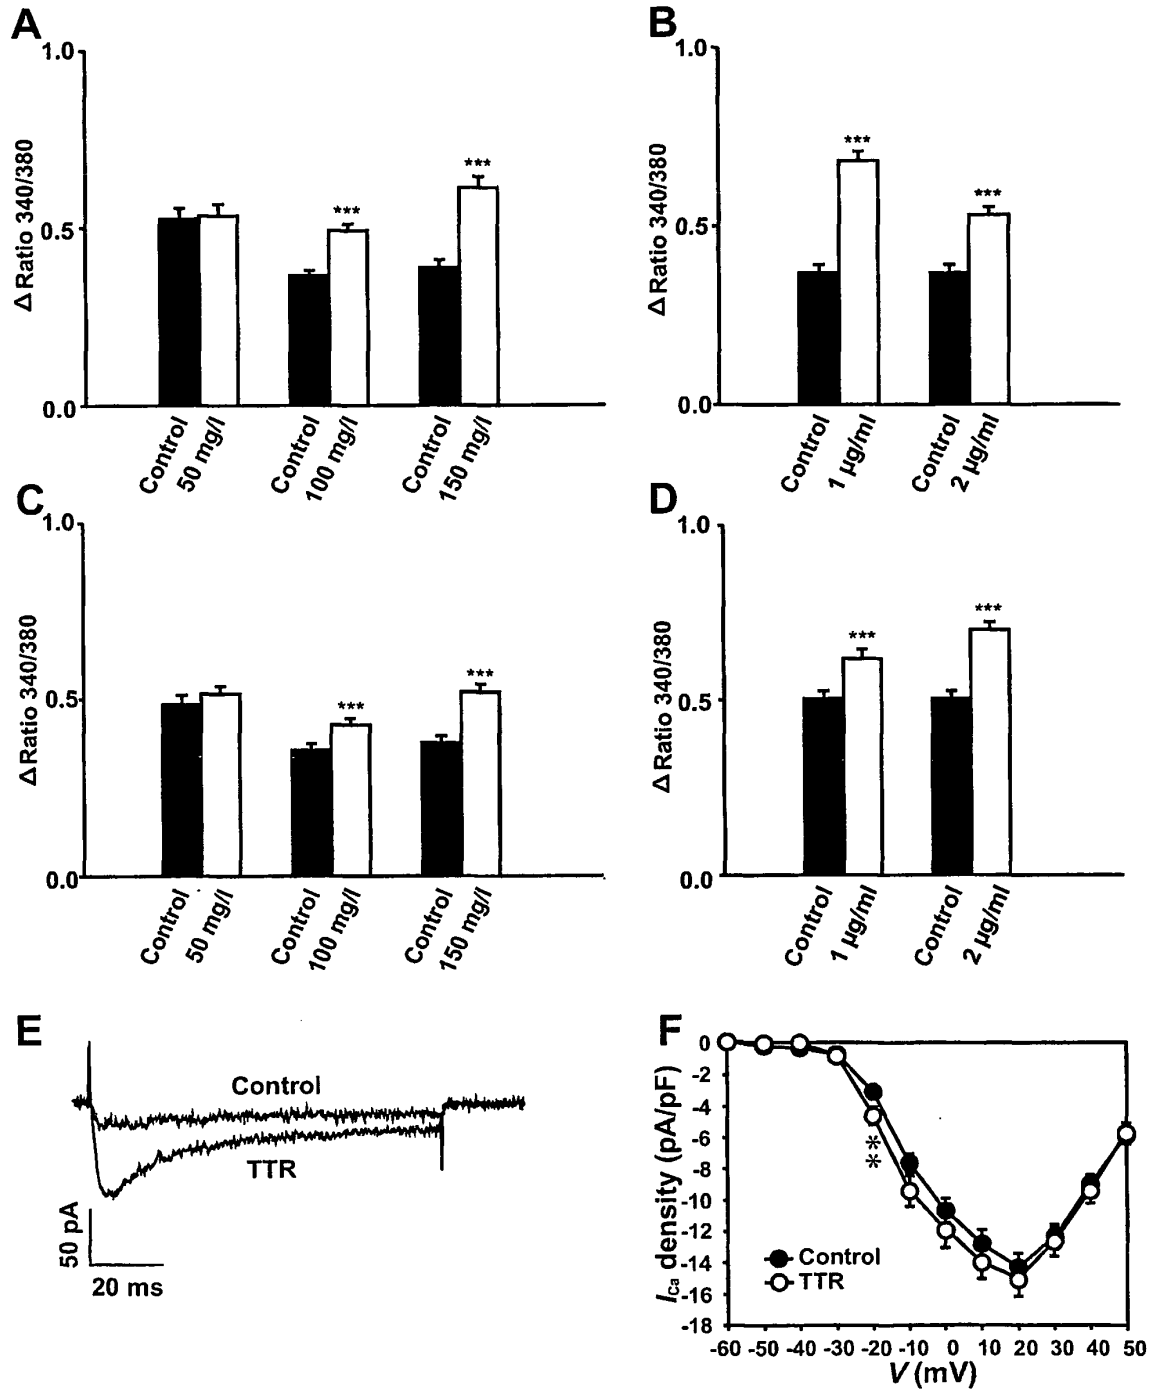 A
1.0
0.5
0.0
Δ Ratio 340/380
***
***
Control
50 mg/l
Control
100 mg/l
Control
150 mg/l
B
1.0
0.5
0.0
Δ Ratio 340/380
***
***
Control
1 µg/ml
Control
2 µg/ml
C
1.0
0.5
0.0
Δ Ratio 340/380
***
***
Control
50 mg/l
Control
100 mg/l
Control
150 mg/l
D
1.0
0.5
0.0
Δ Ratio 340/380
***
***
Control
1 µg/ml
Control
2 µg/ml
E
Control
TTR
50 pA
20 ms
F
0
-2
-4
-6
-8
-10
-12
-14
-16
-18
ICa density (pA/pF)
**
Control
TTR
-60 -50 -40 -30 -20 -10 0 10 20 30 40 50
V (mV)